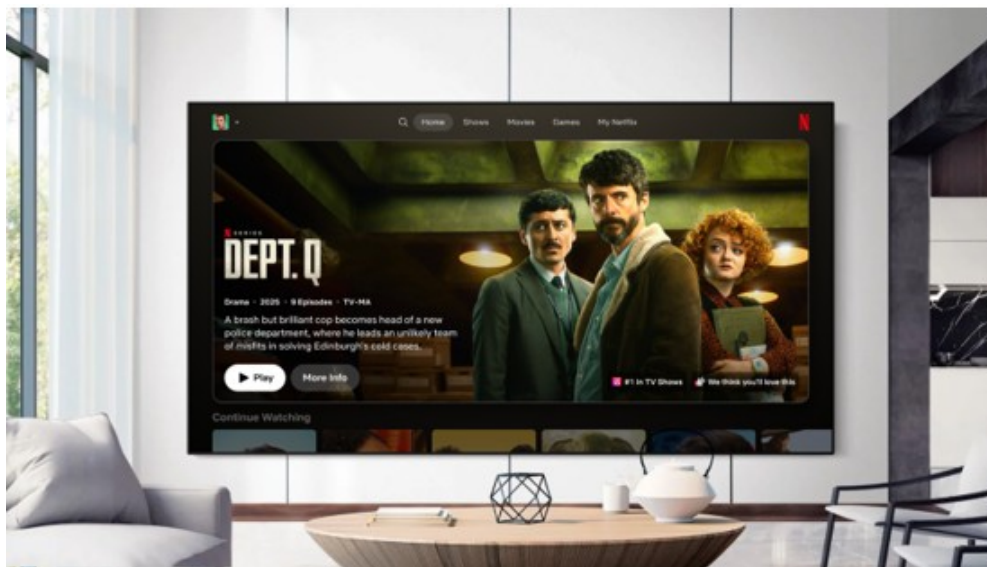 Home Shows Movies Games My Netflix
N
N SERIES
DEPT. Q
Drama · 2025 · 9 Episodes · TV-MA
A brash but brilliant cop becomes head of a new
police department, where he leads an unlikely team
of misfits in solving Edinburgh's cold cases.
Play More Info
#1 in TV Shows We think you'll love this
Continue Watching